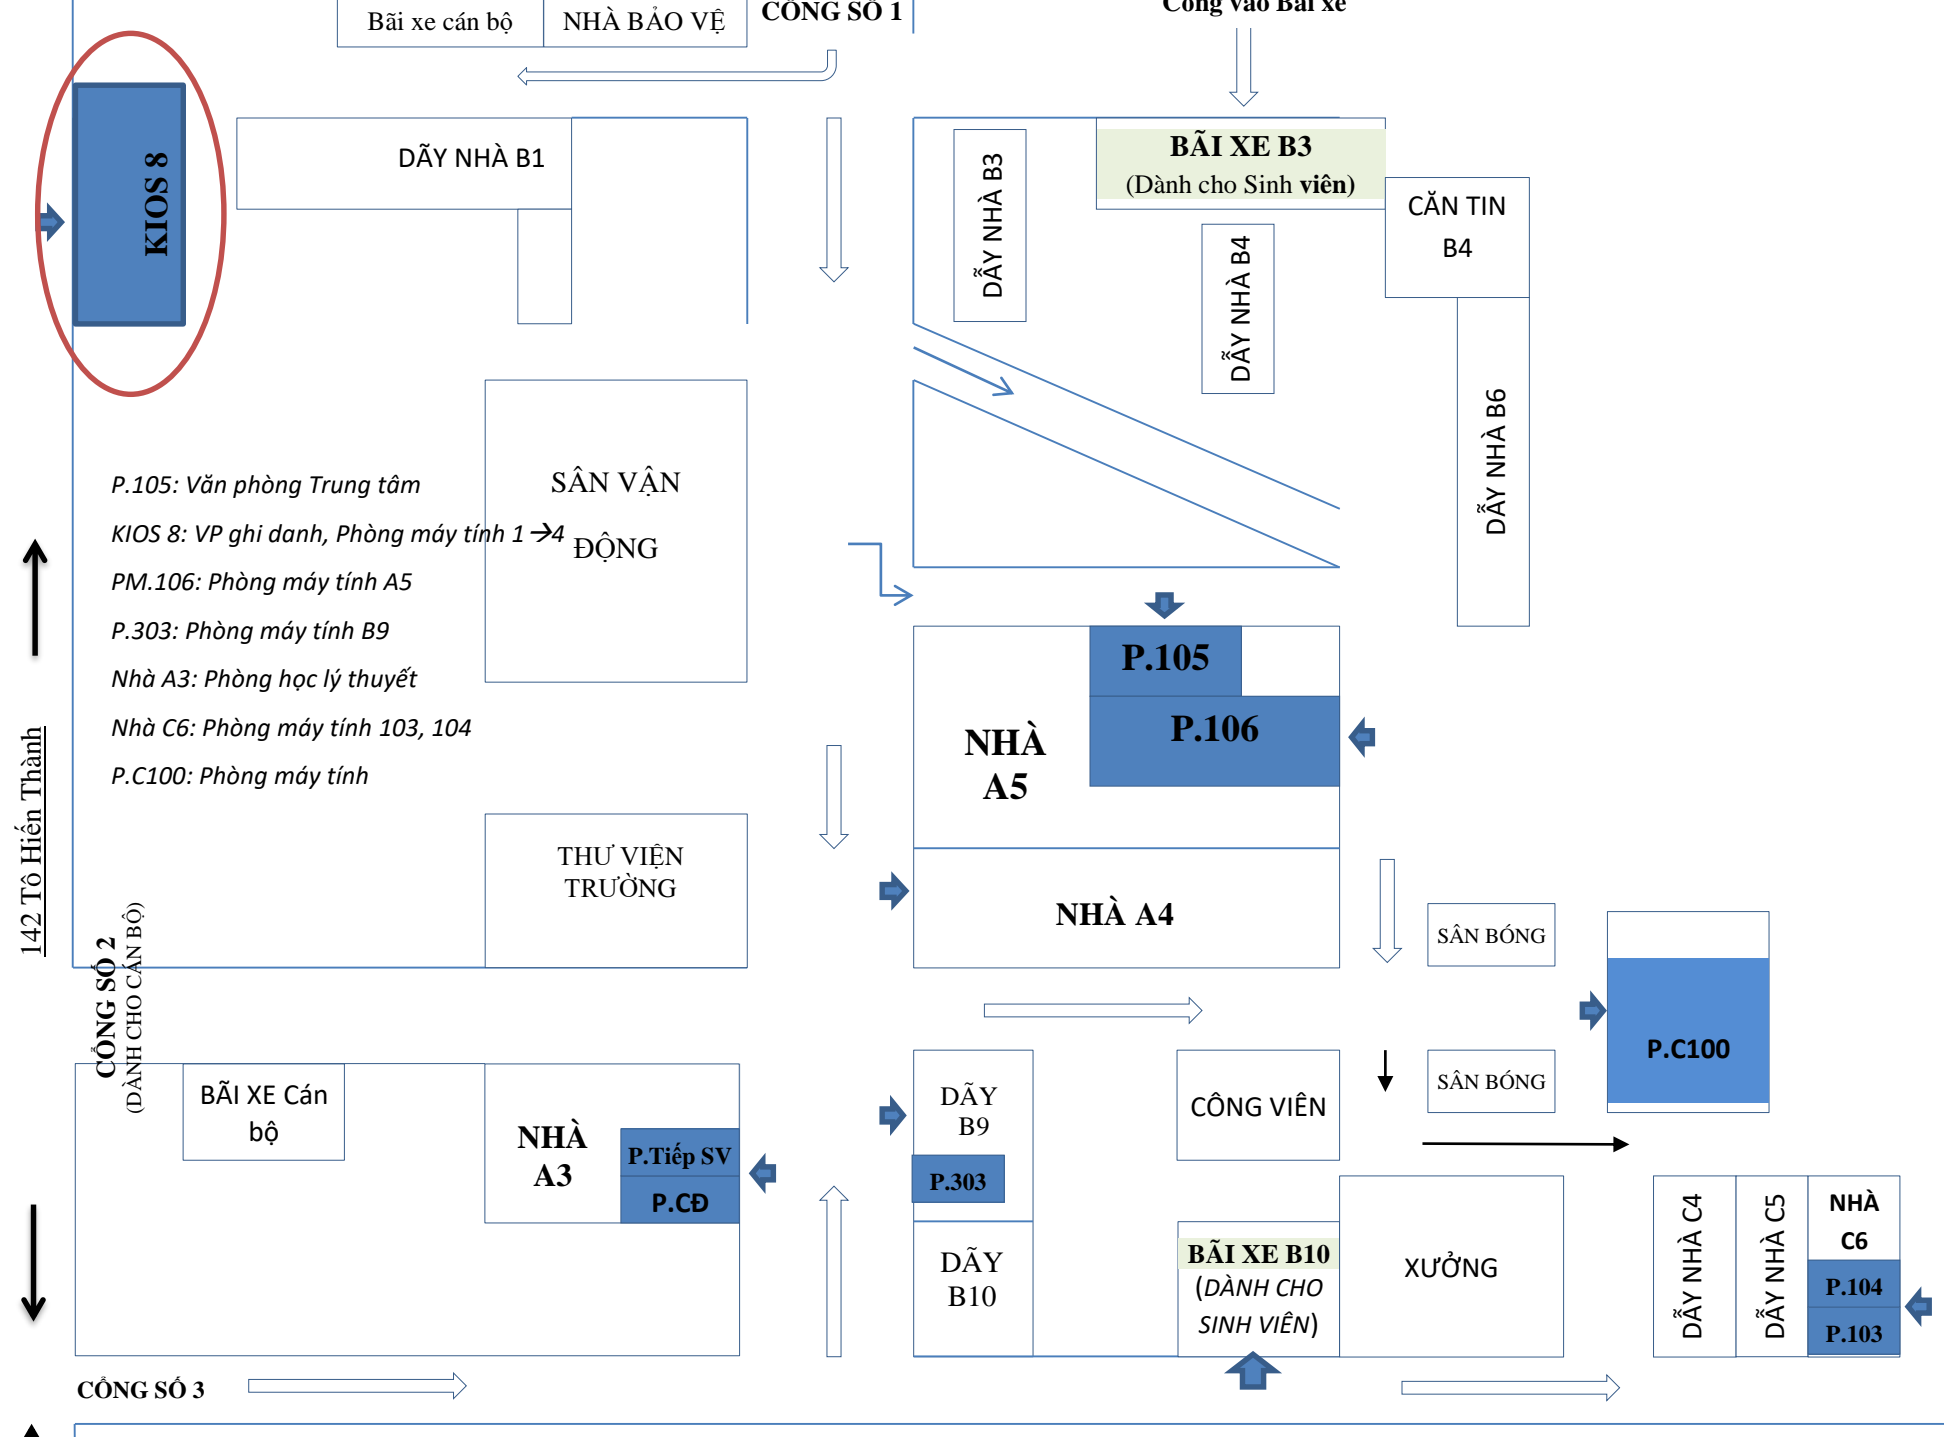 Bãi xe cán bộ
NHÀ BẢO VỆ
CỔNG SỐ 1
Cổng vào Bãi xe
KIOS 8
DÃY NHÀ B1
DÃY NHÀ B3
BÃI XE B3
(Dành cho Sinh viên)
DÃY NHÀ B4
CĂN TIN
B4
DÃY NHÀ B6
SÂN VẬN
ĐỘNG
P.105: Văn phòng Trung tâm
KIOS 8: VP ghi danh, Phòng máy tính 1→4
PM.106: Phòng máy tính A5
P.303: Phòng máy tính B9
Nhà A3: Phòng học lý thuyết
Nhà C6: Phòng máy tính 103, 104
P.C100: Phòng máy tính
142 Tô Hiến Thành
P.105
P.106
NHÀ
A5
THƯ VIỆN
TRƯỜNG
NHÀ A4
SÂN BÓNG
CỔNG SỐ 2
(DÀNH CHO CÁN BỘ)
P.C100
SÂN BÓNG
BÃI XE Cán
bộ
NHÀ
A3
P.Tiếp SV
P.CĐ
DÃY
B9
P.303
CÔNG VIÊN
DÃY
B10
BÃI XE B10
(DÀNH CHO
SINH VIÊN)
XƯỞNG
DÃY NHÀ C4
DÃY NHÀ C5
NHÀ
C6
P.104
P.103
CỔNG SỐ 3